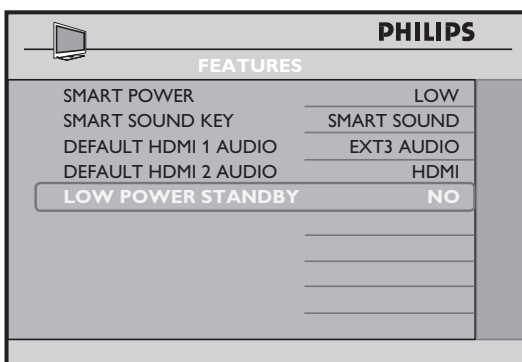 PHILIPS
FEATURES
SMART POWER LOW
SMART SOUND KEY SMART SOUND
DEFAULT HDMI 1 AUDIO EXT3 AUDIO
DEFAULT HDMI 2 AUDIO HDMI
LOW POWER STANDBY NO